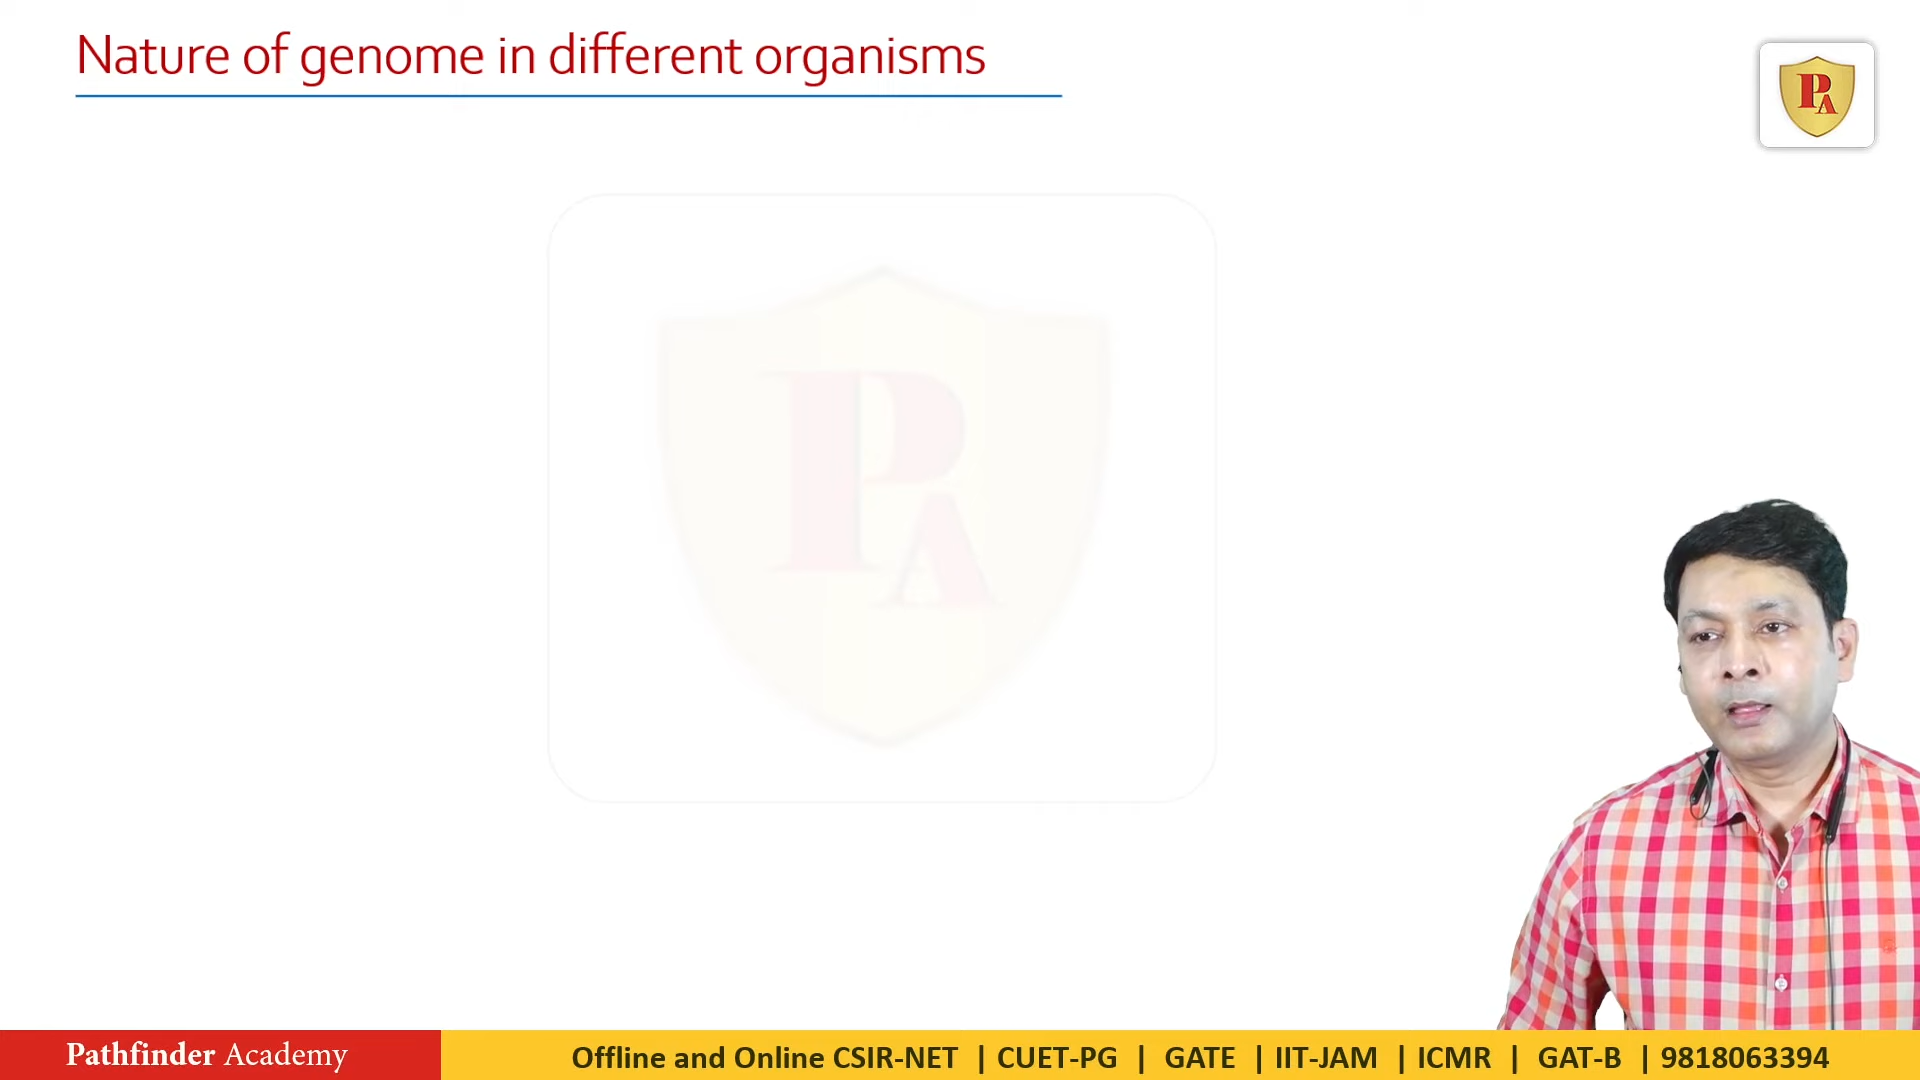 Nature of genome in different organisms
PA
PA
Pathfinder Academy
Offline and Online CSIR-NET | CUET-PG | GATE | IIT-JAM | ICMR | GAT-B | 9818063394